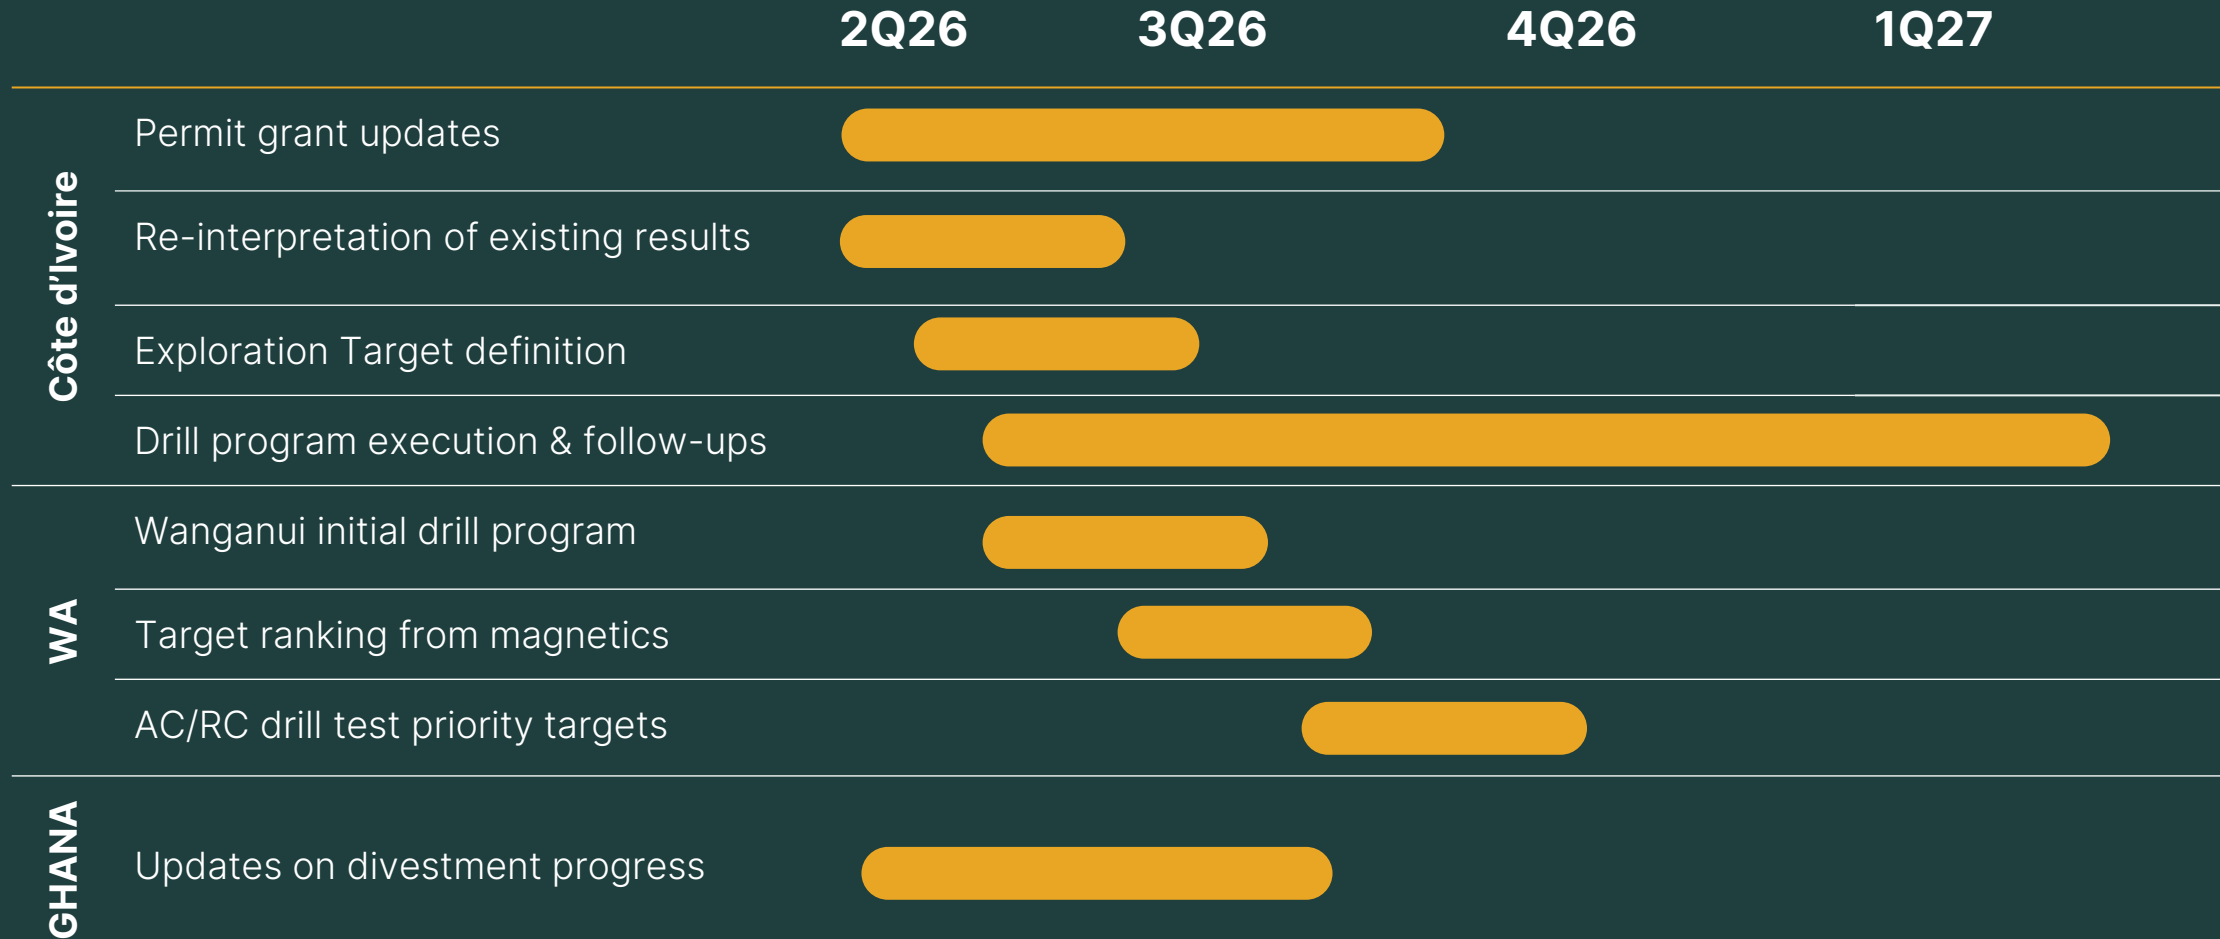 2Q26 3Q26 4Q26 1Q27
Côte d’Ivoire
Permit grant updates
Re-interpretation of existing results
Exploration Target definition
Drill program execution & follow-ups
WA
Wanganui initial drill program
Target ranking from magnetics
AC/RC drill test priority targets
GHANA
Updates on divestment progress